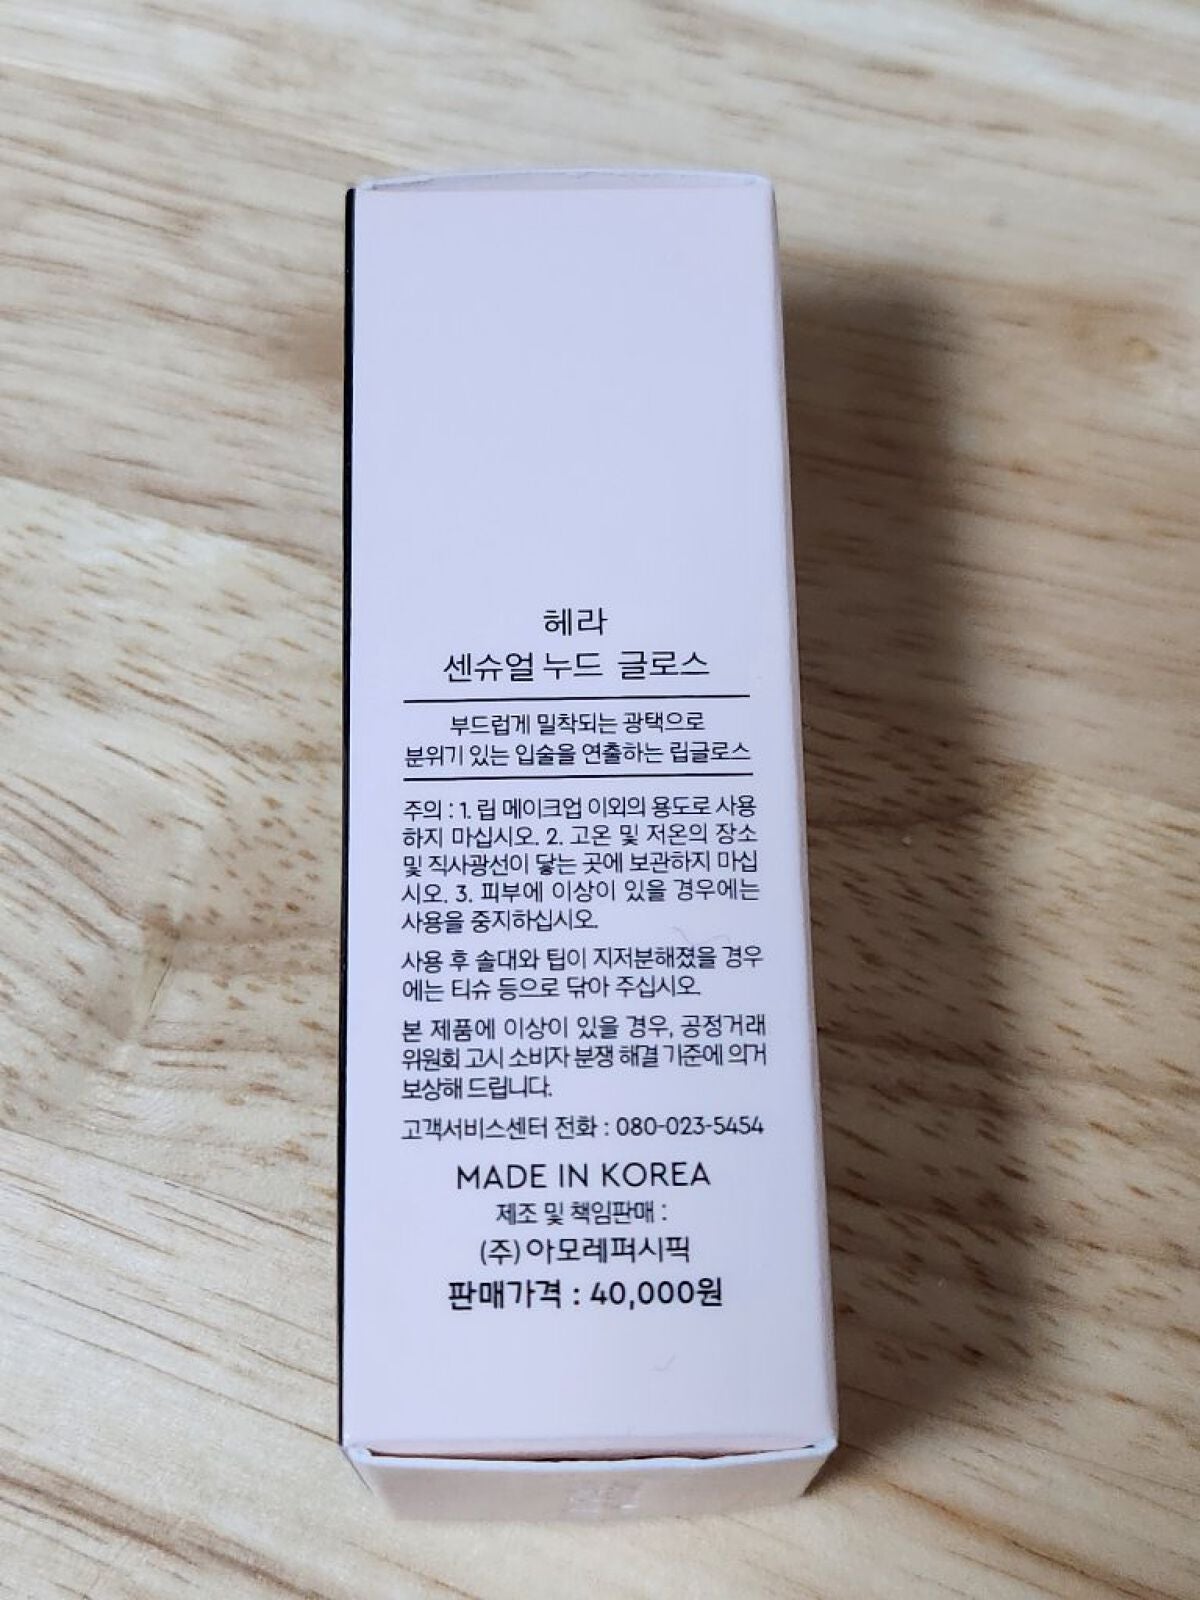 헤라
센슈얼 누드 글로스
부드럽게 밀착되는 광택으로
분위기 있는 입술을 연출하는 립글로스
주의 : 1. 립 메이크업 이외의 용도로 사용
하지 마십시오. 2. 고온 및 저온의 장소
및 직사광선이 닿는 곳에 보관하지 마십
시오. 3. 피부에 이상이 있을 경우에는
사용을 중지하십시오.
사용 후 솔대와 팁이 지저분해졌을 경우
에는 티슈 등으로 닦아 주십시오.
본 제품에 이상이 있을 경우, 공정거래
위원회 고시 소비자 분쟁 해결 기준에 의거
보상해 드립니다.
고객서비스센터 전화 : 080-023-5454
MADE IN KOREA
제조 및 책임판매 :
(주)아모레퍼시픽
판매가격 : 40,000원